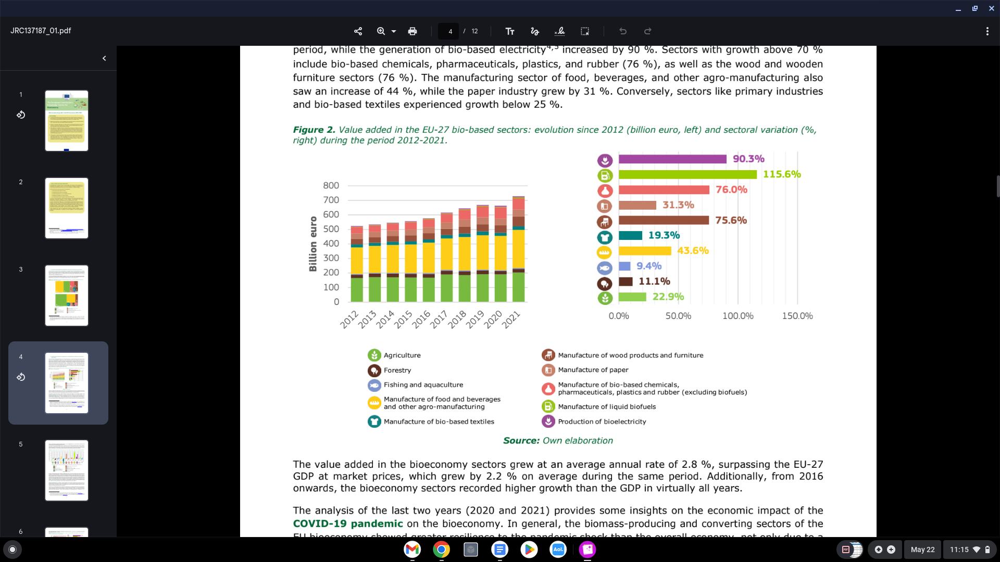 JRC137187_01.pdf
4 / 12
1
2
3
4
5
6
period, while the generation of bio-based electricity⁴,⁵ increased by 90 %. Sectors with growth above 70 %
include bio-based chemicals, pharmaceuticals, plastics, and rubber (76 %), as well as the wood and wooden
furniture sectors (76 %). The manufacturing sector of food, beverages, and other agro-manufacturing also
saw an increase of 44 %, while the paper industry grew by 31 %. Conversely, sectors like primary industries
and bio-based textiles experienced growth below 25 %.
Figure 2. Value added in the EU-27 bio-based sectors: evolution since 2012 (billion euro, left) and sectoral variation (%,
right) during the period 2012-2021.
Billion euro
800
700
600
500
400
300
200
100
0
2012 2013 2014 2015 2016 2017 2018 2019 2020 2021
90.3%
115.6%
76.0%
31.3%
75.6%
19.3%
43.6%
9.4%
11.1%
22.9%
0.0% 50.0% 100.0% 150.0%
Agriculture
Forestry
Fishing and aquaculture
Manufacture of food and beverages
and other agro-manufacturing
Manufacture of bio-based textiles
Manufacture of wood products and furniture
Manufacture of paper
Manufacture of bio-based chemicals,
pharmaceuticals, plastics and rubber (excluding biofuels)
Manufacture of liquid biofuels
Production of bioelectricity
Source: Own elaboration
The value added in the bioeconomy sectors grew at an average annual rate of 2.8 %, surpassing the EU-27
GDP at market prices, which grew by 2.2 % on average during the same period. Additionally, from 2016
onwards, the bioeconomy sectors recorded higher growth than the GDP in virtually all years.
The analysis of the last two years (2020 and 2021) provides some insights on the economic impact of the
COVID-19 pandemic on the bioeconomy. In general, the biomass-producing and converting sectors of the
EU bioeconomy showed greater resilience to the pandemic shock than the overall economy, not only due to a
Aol.
May 22
11:15